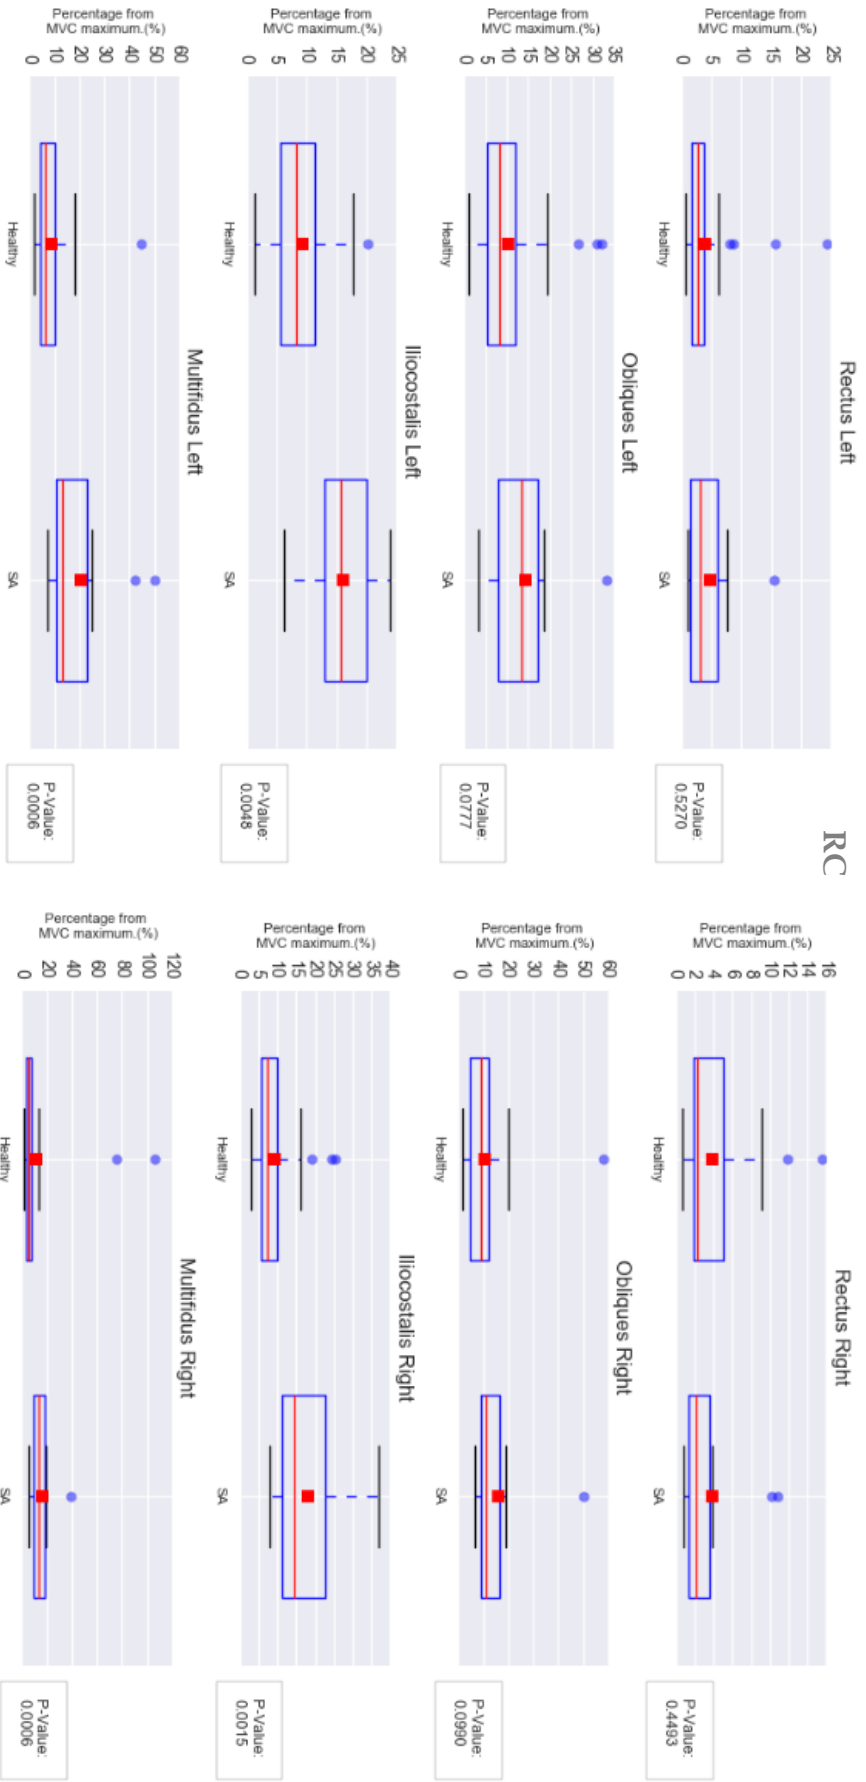 RC
Rectus Left
Percentage from
MVC maximum.(%)
25
20
15
10
5
0
Healthy
SA
P-Value:
0.5270
Rectus Right
Percentage from
MVC maximum.(%)
16
14
12
10
8
6
4
2
0
Healthy
SA
P-Value:
0.4493
Obliques Left
Percentage from
MVC maximum.(%)
35
30
25
20
15
10
5
0
Healthy
SA
P-Value:
0.0777
Obliques Right
Percentage from
MVC maximum.(%)
60
50
40
30
20
10
0
Healthy
SA
P-Value:
0.0990
Iliocostalis Left
Percentage from
MVC maximum.(%)
25
20
15
10
5
0
Healthy
SA
P-Value:
0.0048
Iliocostalis Right
Percentage from
MVC maximum.(%)
40
35
30
25
20
15
10
5
0
Healthy
SA
P-Value:
0.0015
Multifidus Left
Percentage from
MVC maximum.(%)
60
50
40
30
20
10
0
Healthy
SA
P-Value:
0.0006
Multifidus Right
Percentage from
MVC maximum.(%)
120
100
80
60
40
20
0
Healthy
SA
P-Value:
0.0006